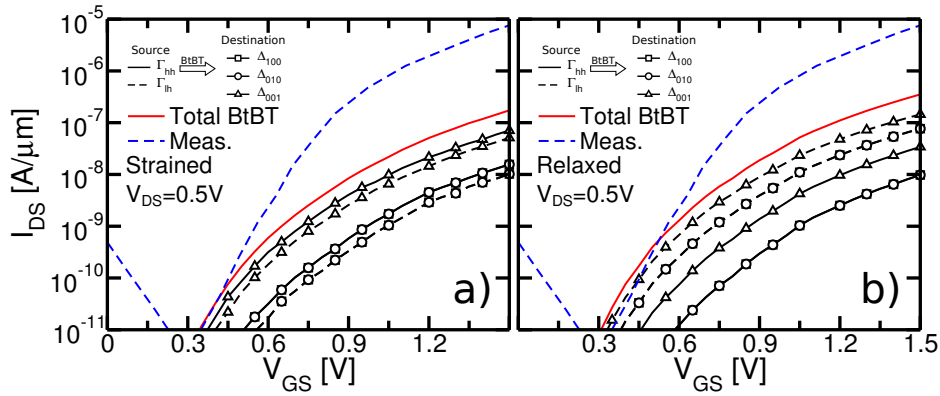 I_DS [A/μm]
10^-5
10^-6
10^-7
10^-8
10^-9
10^-10
10^-11
Source
BtBT
Destination
Γ_hh
Γ_lh
Δ_100
Δ_010
Δ_001
Total BtBT
Meas.
Strained
V_DS=0.5V
a)
0 0.3 0.6 0.9 1.2
V_GS [V]
Source
BtBT
Destination
Γ_hh
Γ_lh
Δ_100
Δ_010
Δ_001
Total BtBT
Meas.
Relaxed
V_DS=0.5V
b)
0.3 0.6 0.9 1.2 1.5
V_GS [V]